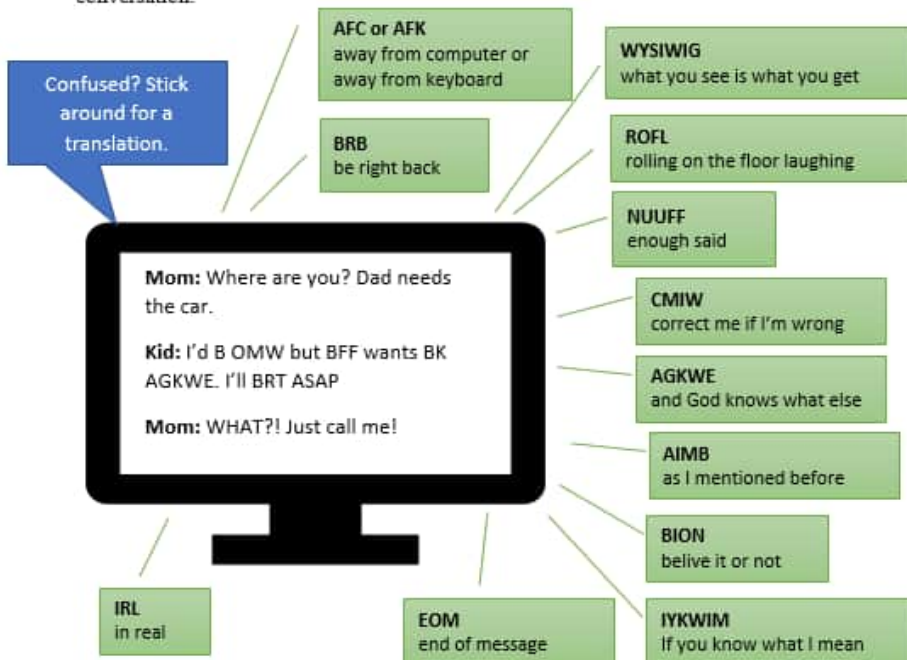 conversation.
AFC or AFK
away from computer or
away from keyboard
WYSIWIG
what you see is what you get
Confused? Stick
around for a
translation.
BRB
be right back
ROFL
rolling on the floor laughing
NUUFF
enough said
Mom: Where are you? Dad needs
the car.
Kid: I'd B OMW but BFF wants BK
AGKWE. I'll BRT ASAP
Mom: WHAT?! Just call me!
CMIW
correct me if I'm wrong
AGKWE
and God knows what else
AIMB
as I mentioned before
BION
belive it or not
IRL
in real
EOM
end of message
IYKWIM
If you know what I mean